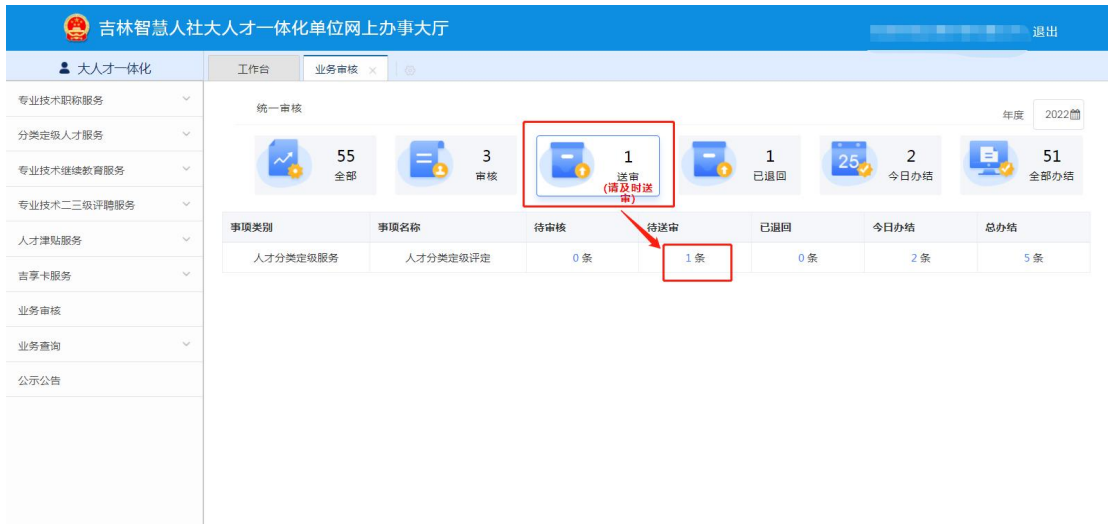 吉林智慧人社大人才一体化单位网上办事大厅
退出
大人才一体化
工作台
业务审核 ×
专业技术职称服务
分类定级人才服务
专业技术继续教育服务
专业技术二三级评聘服务
人才津贴服务
吉享卡服务
业务审核
业务查询
公示公告
统一审核
年度 2022
55
全部
3
审核
1
送审
(请及时送
审)
1
已退回
25
2
今日办结
51
全部办结
事项类别 事项名称 待审核 待送审 已退回 今日办结 总办结
人才分类定级服务 人才分类定级评定 0 条 1 条 0 条 2 条 5 条